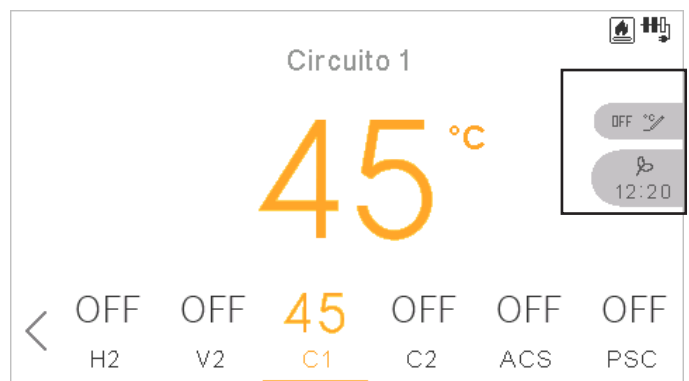 Circuito 1
45 °C
OFF °C
12:20
OFF OFF 45 OFF OFF OFF
H2 V2 C1 C2 ACS PSC